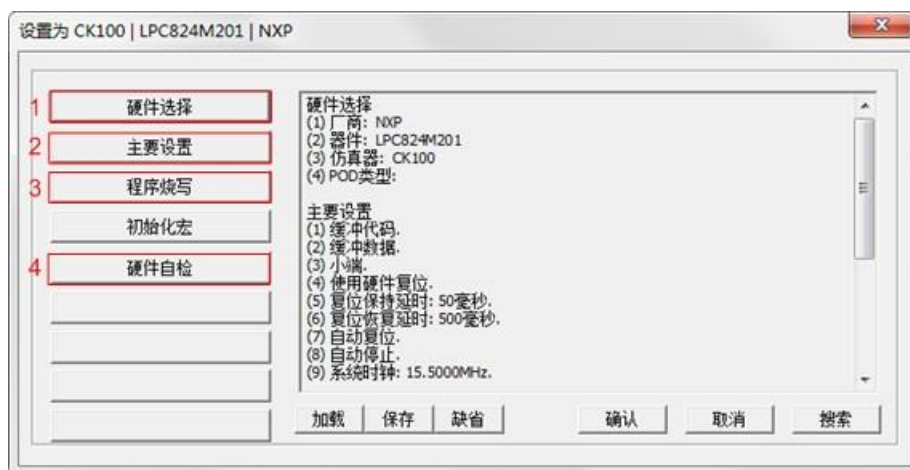 设置为 CK100 | LPC824M201 | NXP
1 硬件选择
2 主要设置
3 程序烧写
初始化宏
4 硬件自检
硬件选择
(1) 厂商: NXP
(2) 器件: LPC824M201
(3) 仿真器: CK100
(4) POD类型:
主要设置
(1) 缓冲代码.
(2) 缓冲数据.
(3) 小端.
(4) 使用硬件复位.
(5) 复位保持延时: 50毫秒.
(6) 复位恢复延时: 500毫秒.
(7) 自动复位.
(8) 自动停止.
(9) 系统时钟: 15.5000MHz.
加载 保存 缺省 确认 取消 搜索